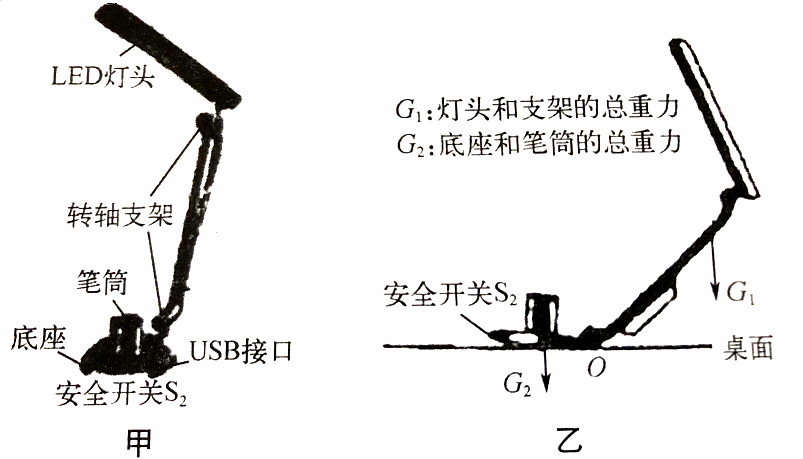 LED灯头
转轴支架
笔筒
底座
USB接口
安全开关S₂
甲
G₁:灯头和支架的总重力
G₂:底座和笔筒的总重力
安全开关S₂
G₁
桌面
G₂
O
乙